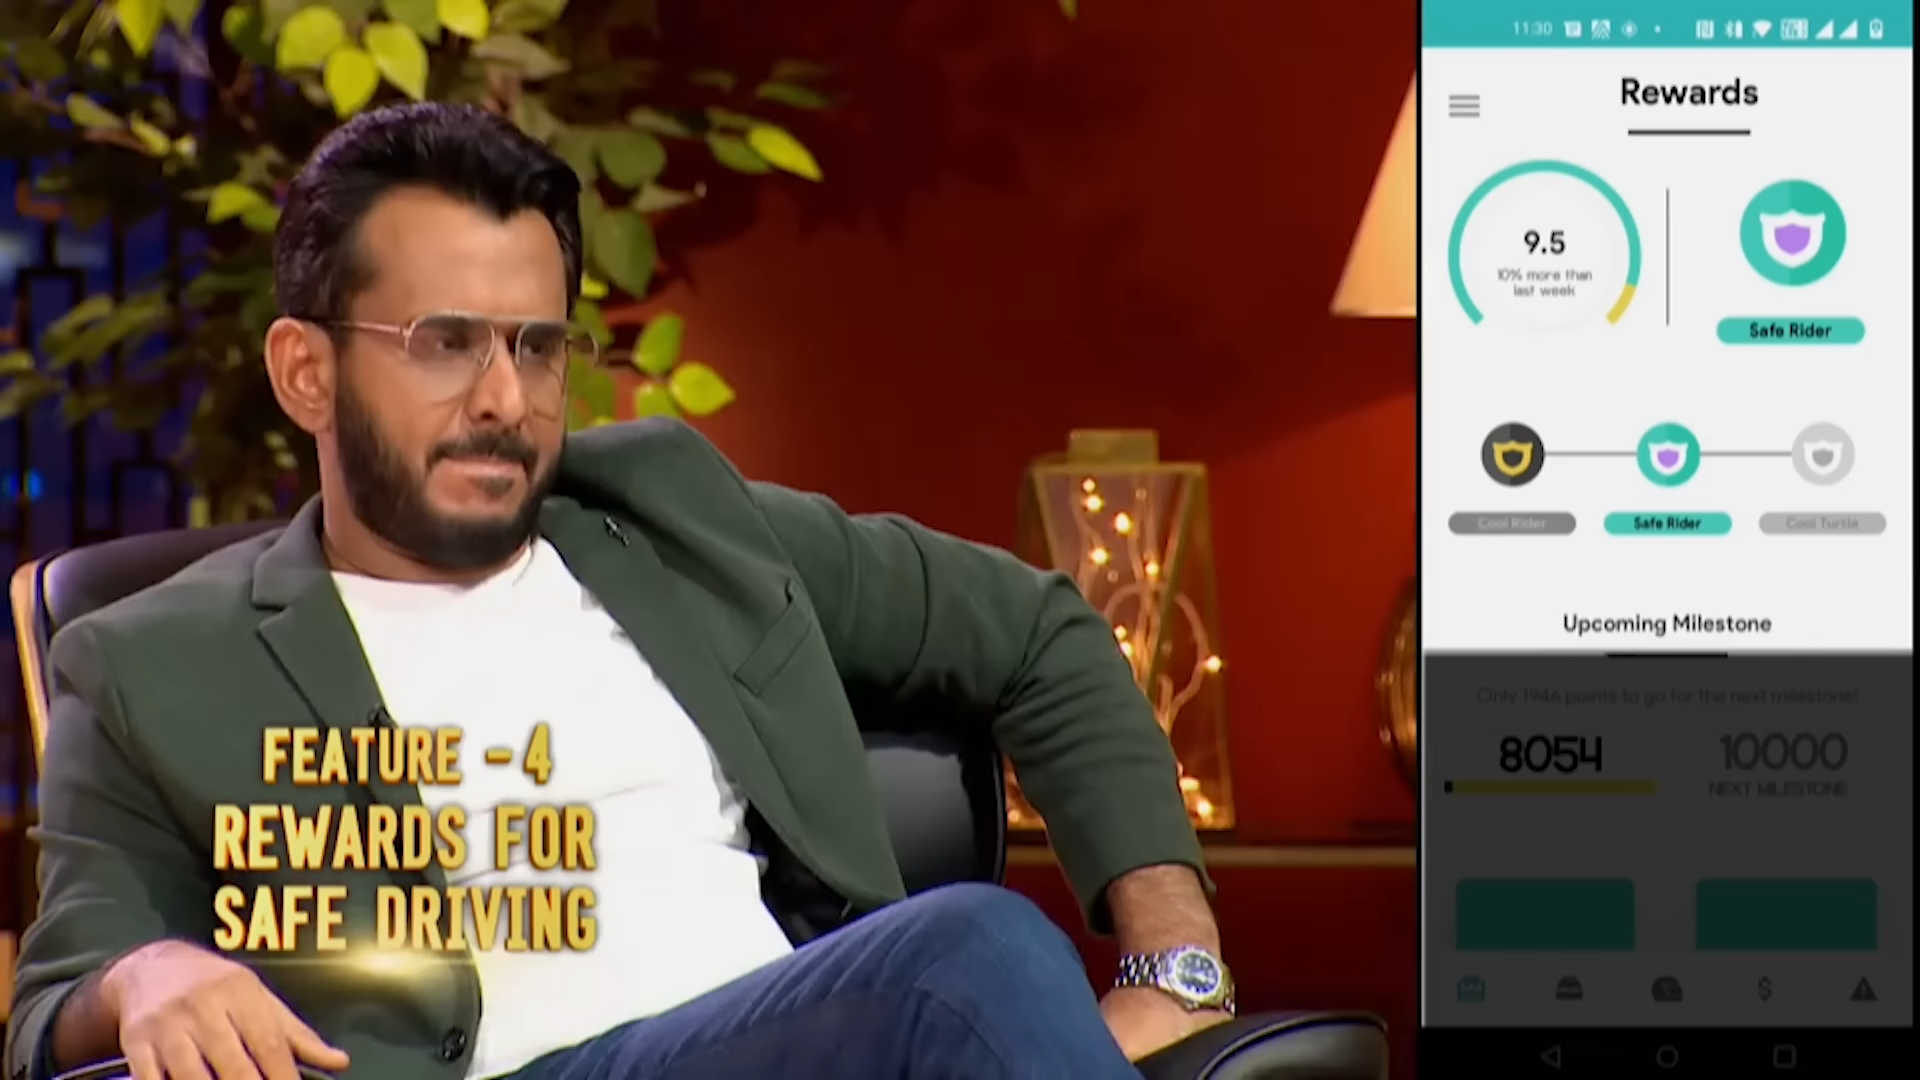 FEATURE - 4
REWARDS FOR
SAFE DRIVING
11:30
Rewards
9.5
10% more than
last week
Safe Rider
Cool Rider
Safe Rider
Cool Turtle
Upcoming Milestone
Only 1946 points to go for the next milestone!
8054
10000
NEXT MILESTONE